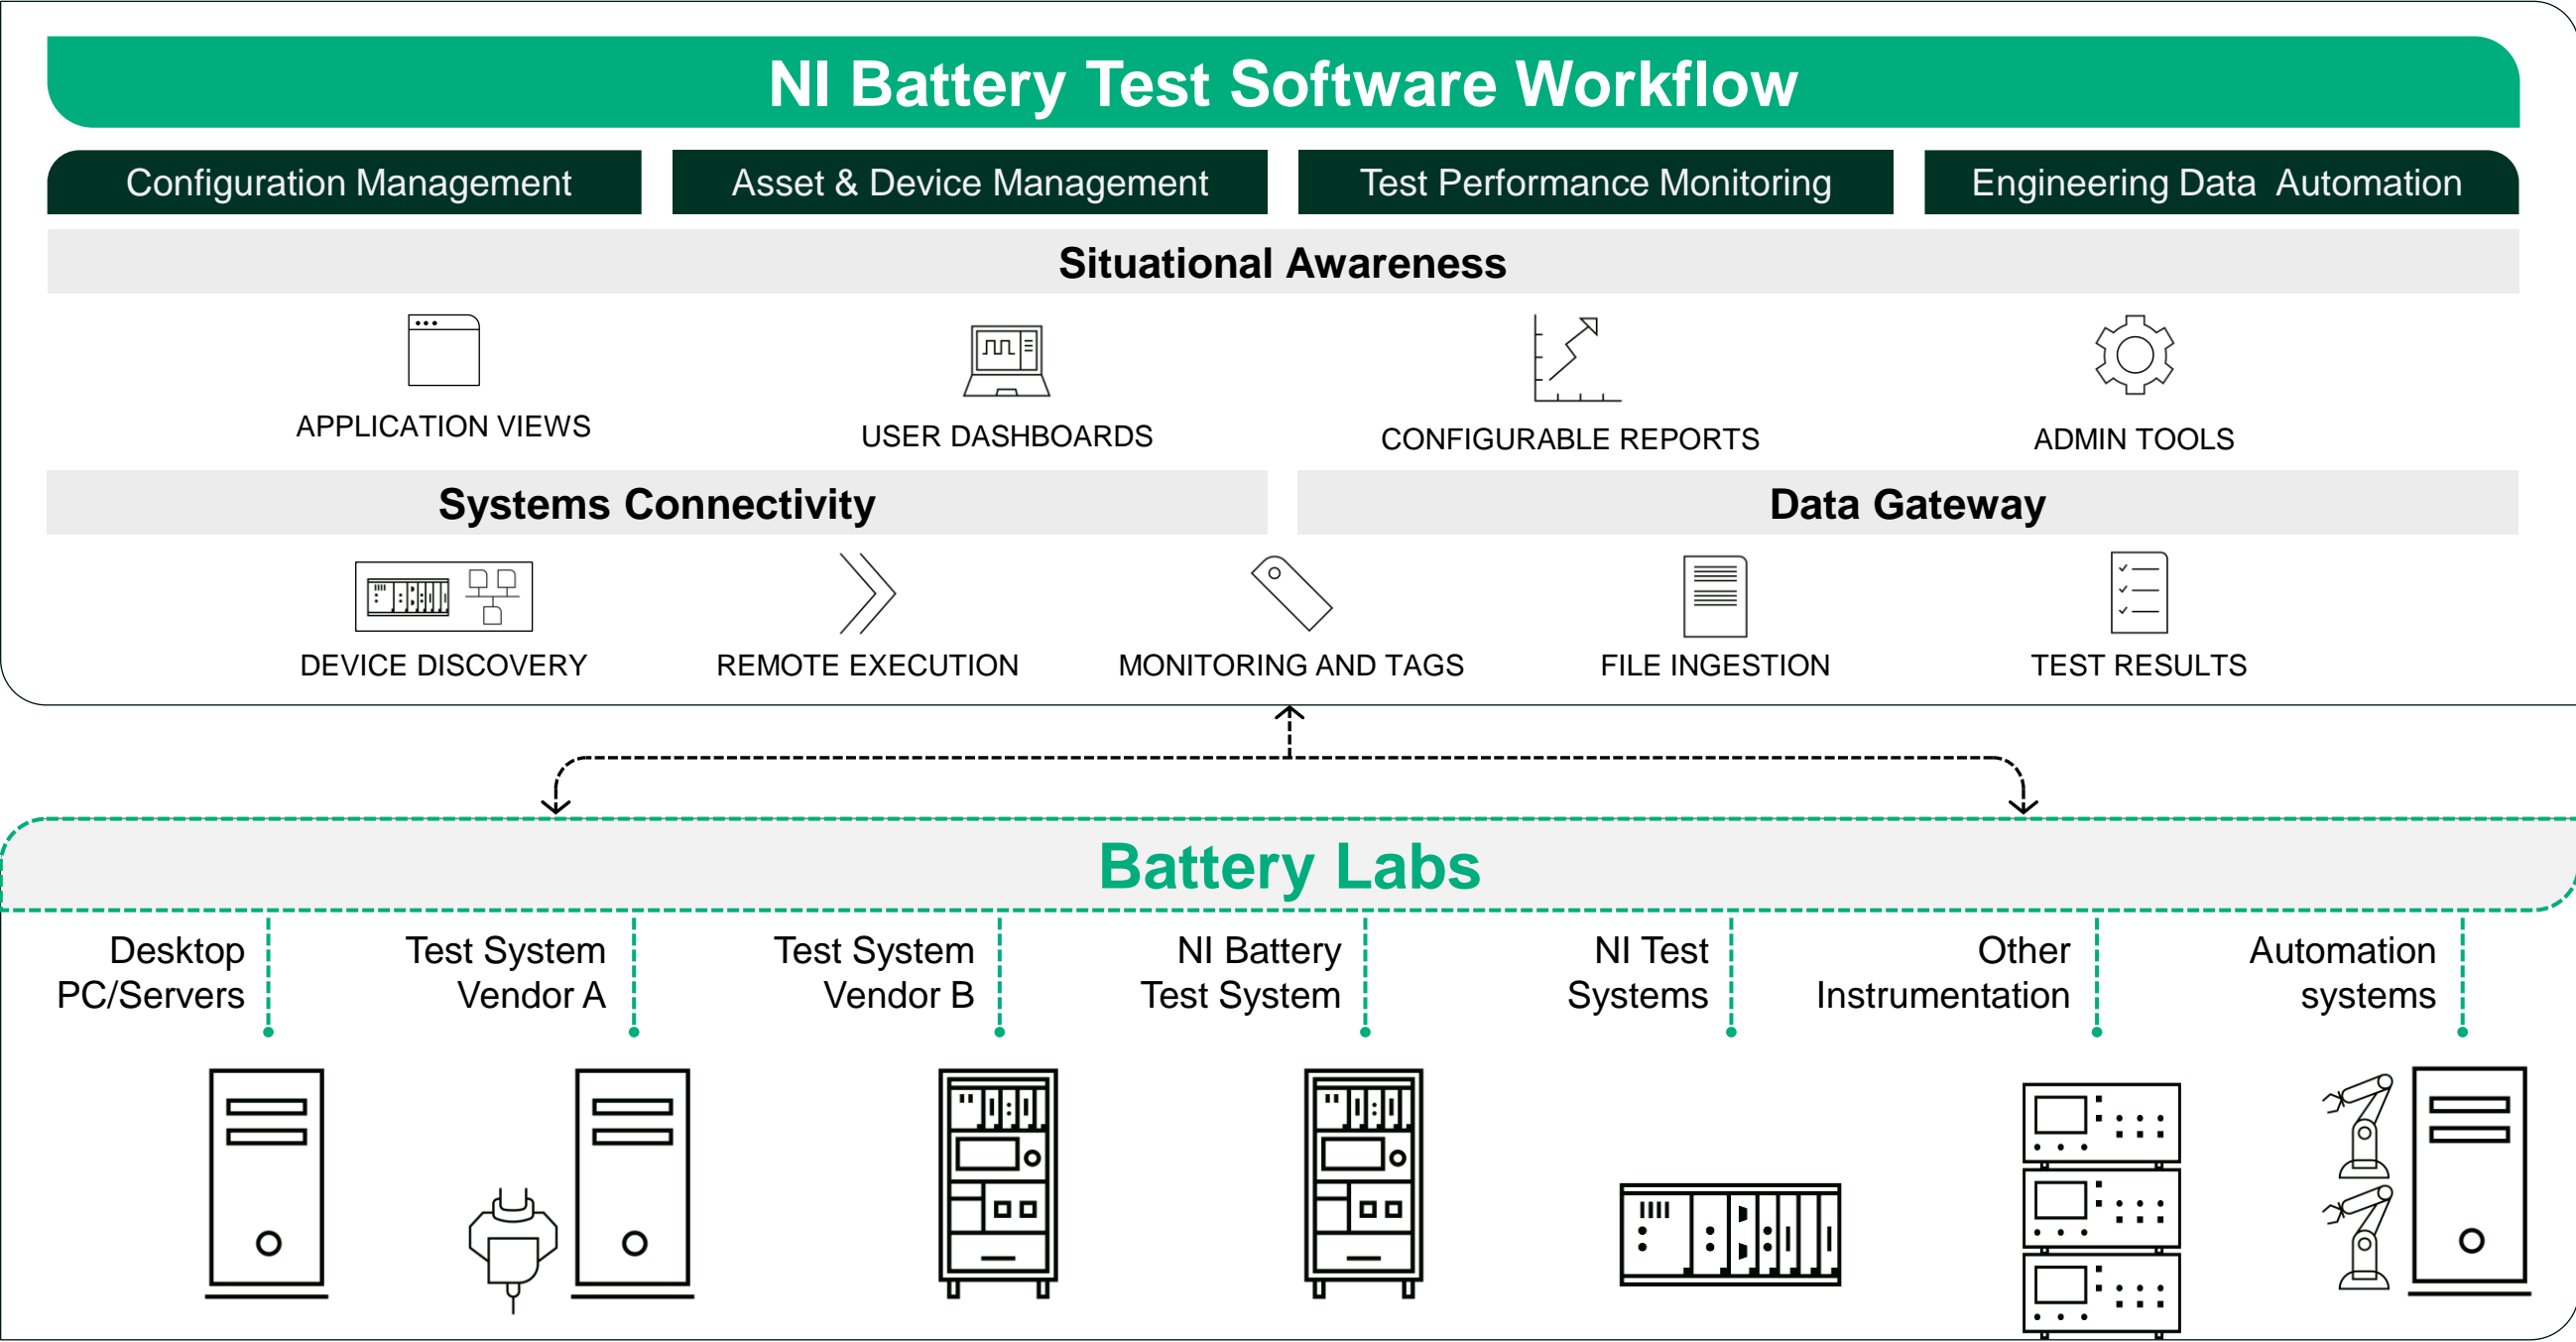 NI Battery Test Software Workflow
Configuration Management
Asset & Device Management
Test Performance Monitoring
Engineering Data Automation
Situational Awareness
APPLICATION VIEWS
USER DASHBOARDS
CONFIGURABLE REPORTS
ADMIN TOOLS
Systems Connectivity
Data Gateway
DEVICE DISCOVERY
REMOTE EXECUTION
MONITORING AND TAGS
FILE INGESTION
TEST RESULTS
Battery Labs
Desktop
PC/Servers
Test System
Vendor A
Test System
Vendor B
NI Battery
Test System
NI Test
Systems
Other
Instrumentation
Automation
systems